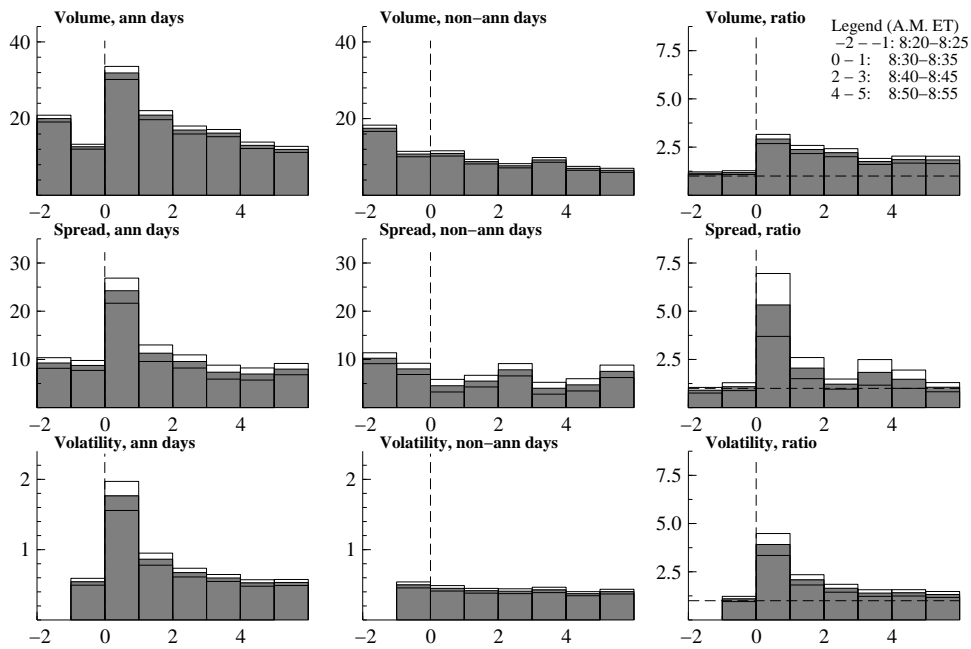 Volume, ann days
40
20
−2 0 2 4
Volume, non−ann days
40
20
−2 0 2 4
Volume, ratio
7.5
5.0
2.5
−2 0 2 4
Legend (A.M. ET)
−2 − −1: 8:20−8:25
0 − 1: 8:30−8:35
2 − 3: 8:40−8:45
4 − 5: 8:50−8:55
Spread, ann days
30
20
10
−2 0 2 4
Spread, non−ann days
30
20
10
−2 0 2 4
Spread, ratio
7.5
5.0
2.5
−2 0 2 4
Volatility, ann days
2
1
−2 0 2 4
Volatility, non−ann days
2
1
−2 0 2 4
Volatility, ratio
7.5
5.0
2.5
−2 0 2 4